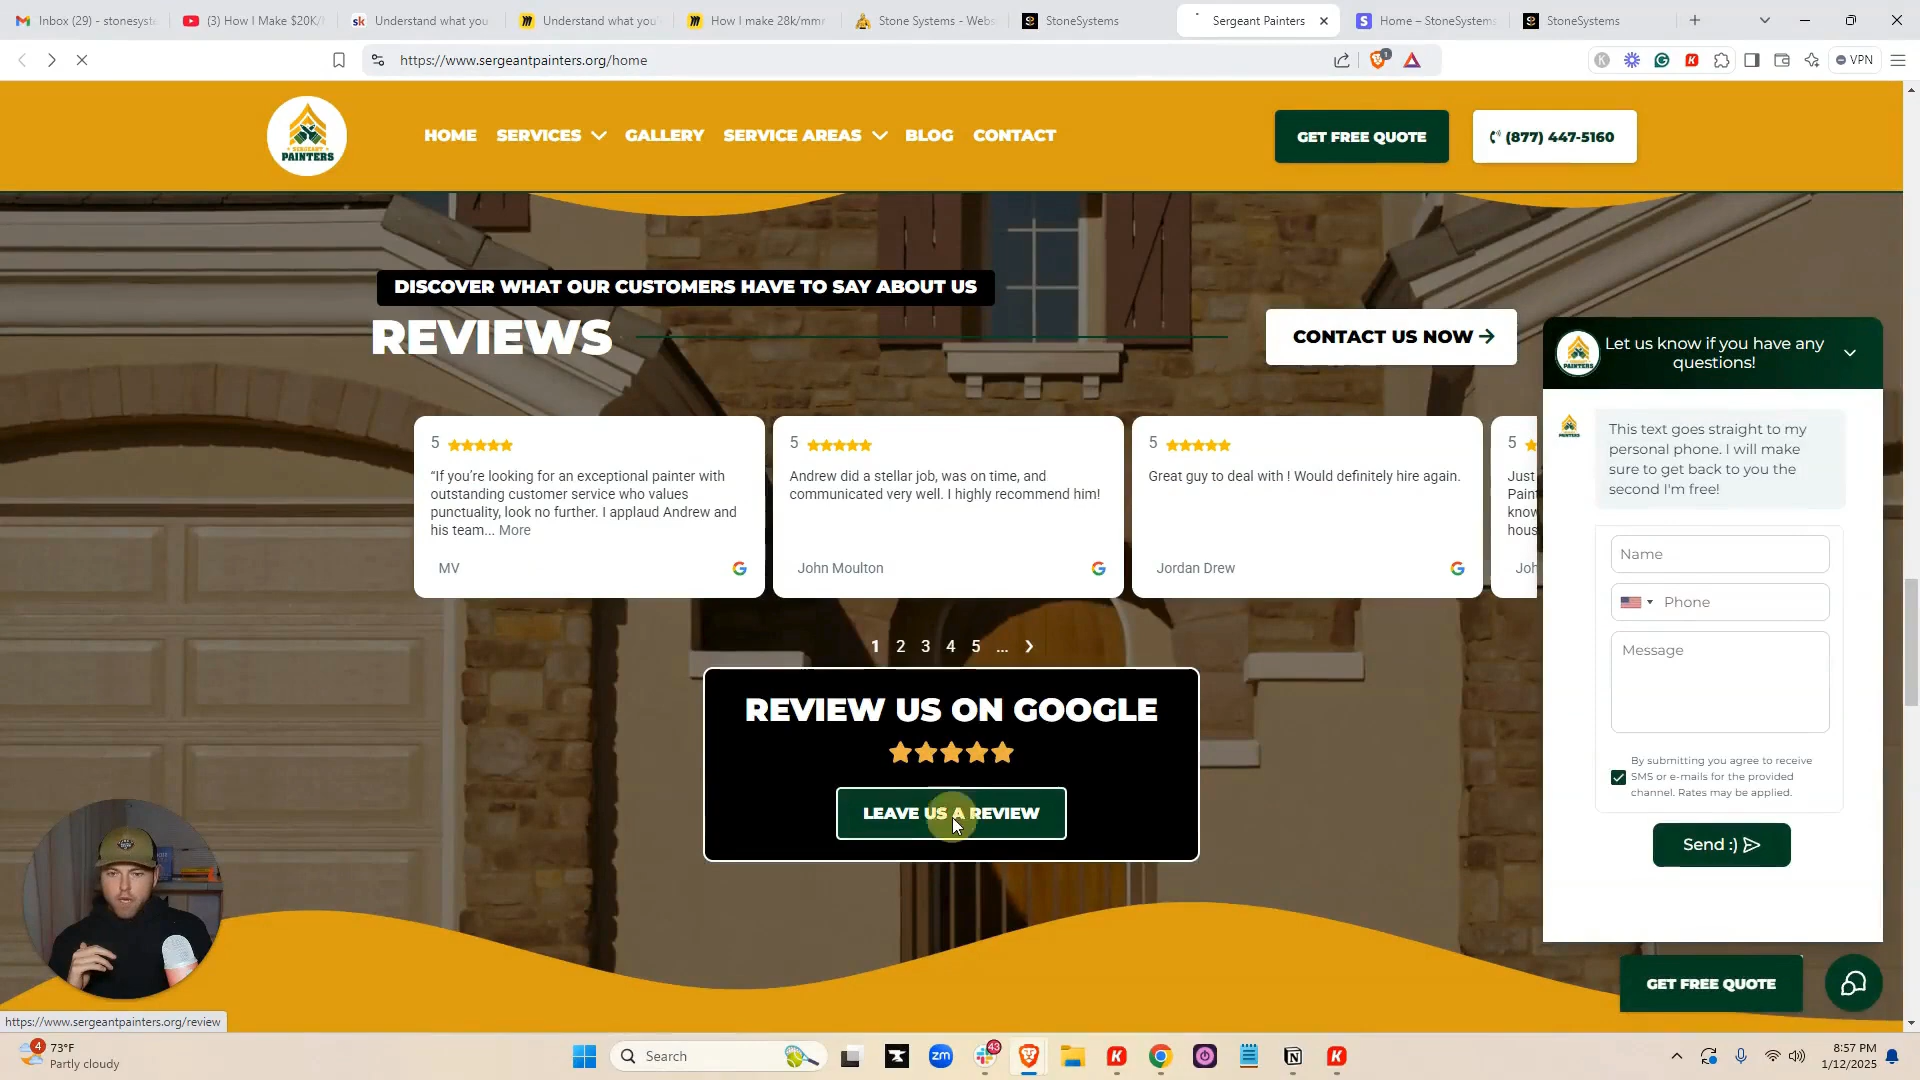 Inbox (29) - stonesyst
(3) How I Make $20K/
Understand what you
Understand what you'
How I make 28k/mmr
Stone Systems - Webs
StoneSystems
Sergeant Painters
Home – StoneSystems
StoneSystems
https://www.sergeantpainters.org/home
1
VPN
SERGEANT
PAINTERS
HOME
SERVICES
GALLERY
SERVICE AREAS
BLOG
CONTACT
GET FREE QUOTE
(877) 447-5160
DISCOVER WHAT OUR CUSTOMERS HAVE TO SAY ABOUT US
REVIEWS
CONTACT US NOW
5
“If you’re looking for an exceptional painter with
outstanding customer service who values
punctuality, look no further. I applaud Andrew and
his team... More
MV
5
Andrew did a stellar job, was on time, and
communicated very well. I highly recommend him!
John Moulton
5
Great guy to deal with ! Would definitely hire again.
Jordan Drew
5
Just
Pain
know
hous
Joh
1 2 3 4 5 ... ›
REVIEW US ON GOOGLE
LEAVE US A REVIEW
Let us know if you have any
questions!
This text goes straight to my
personal phone. I will make
sure to get back to you the
second I'm free!
Name
Phone
Message
By submitting you agree to receive
SMS or e-mails for the provided
channel. Rates may be applied.
Send :)
GET FREE QUOTE
https://www.sergeantpainters.org/review
4
73°F
Partly cloudy
Search
zm
43
8:57 PM
1/12/2025